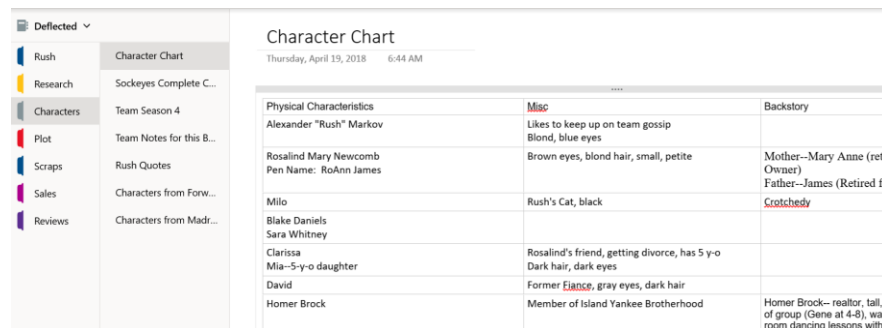 Deflected
Rush
Research
Characters
Plot
Scraps
Sales
Reviews
Character Chart
Sockeyes Complete C...
Team Season 4
Team Notes for this B...
Rush Quotes
Characters from Forw...
Characters from Madr...
Character Chart
Thursday, April 19, 2018 6:44 AM
Physical Characteristics Misc Backstory
Alexander "Rush" Markov Likes to keep up on team gossip
Blond, blue eyes
Rosalind Mary Newcomb Brown eyes, blond hair, small, petite Mother--Mary Anne (ret
Pen Name: RoAnn James Owner)
Father--James (Retired f
Milo Rush's Cat, black Crotchedy
Blake Daniels
Sara Whitney
Clarissa Rosalind's friend, getting divorce, has 5 y-o
Mia--5-y-o daughter Dark hair, dark eyes
David Former Fiance, gray eyes, dark hair
Homer Brock Member of Island Yankee Brotherhood Homer Brock-- realtor, tall,
of group (Gene at 4-8), wa
room dancing lessons with